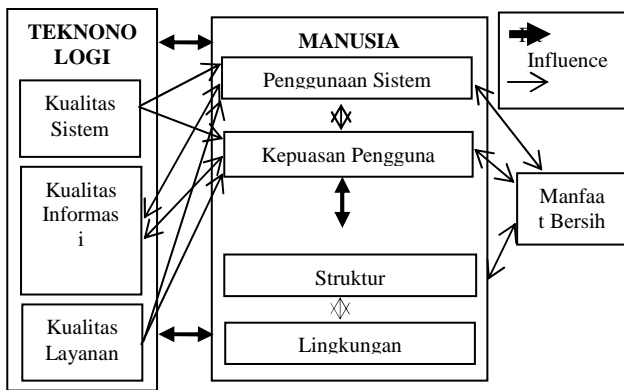 TEKNONO
LOGI
Kualitas
Sistem
Kualitas
Informas
i
Kualitas
Layanan
MANUSIA
Penggunaan Sistem
Kepuasan Pengguna
Struktur
Lingkungan
Influence
Manfaa
t Bersih